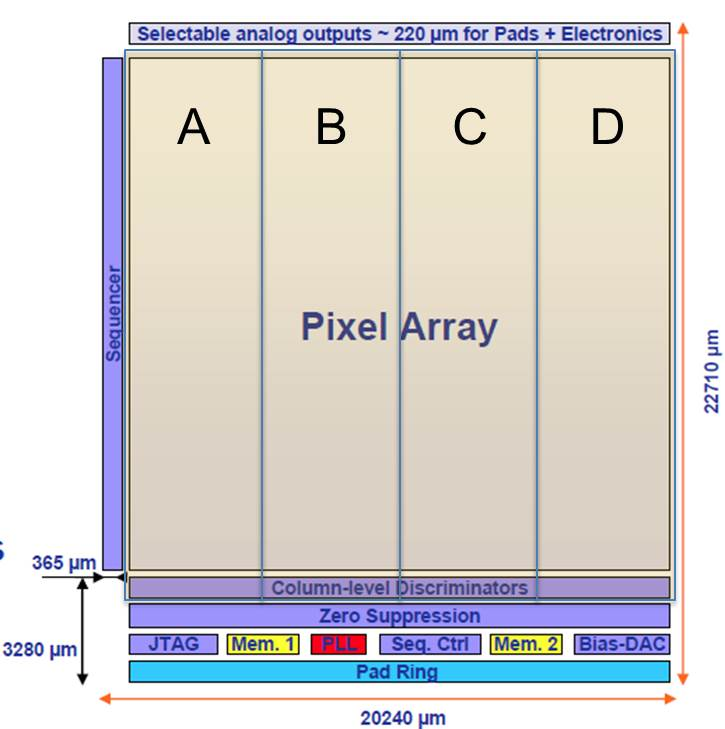 Selectable analog outputs ~ 220 µm for Pads + Electronics
A B C D
Sequencer
Pixel Array
22710 µm
s
365 µm
Column-level Discriminators
Zero Suppression
3280 µm
JTAG Mem. 1 PLL Seq. Ctrl Mem. 2 Bias-DAC
Pad Ring
20240 µm